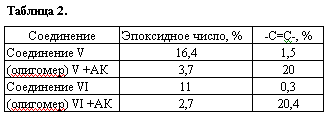 Таблица 2.
Соединение Эпоксидное число, % -C=C-, %
Соединение V 16,4 1,5
(олигомер) V +АК 3,7 20
Соединение VI 11 0,3
(олигомер) VI +АК 2,7 20,4